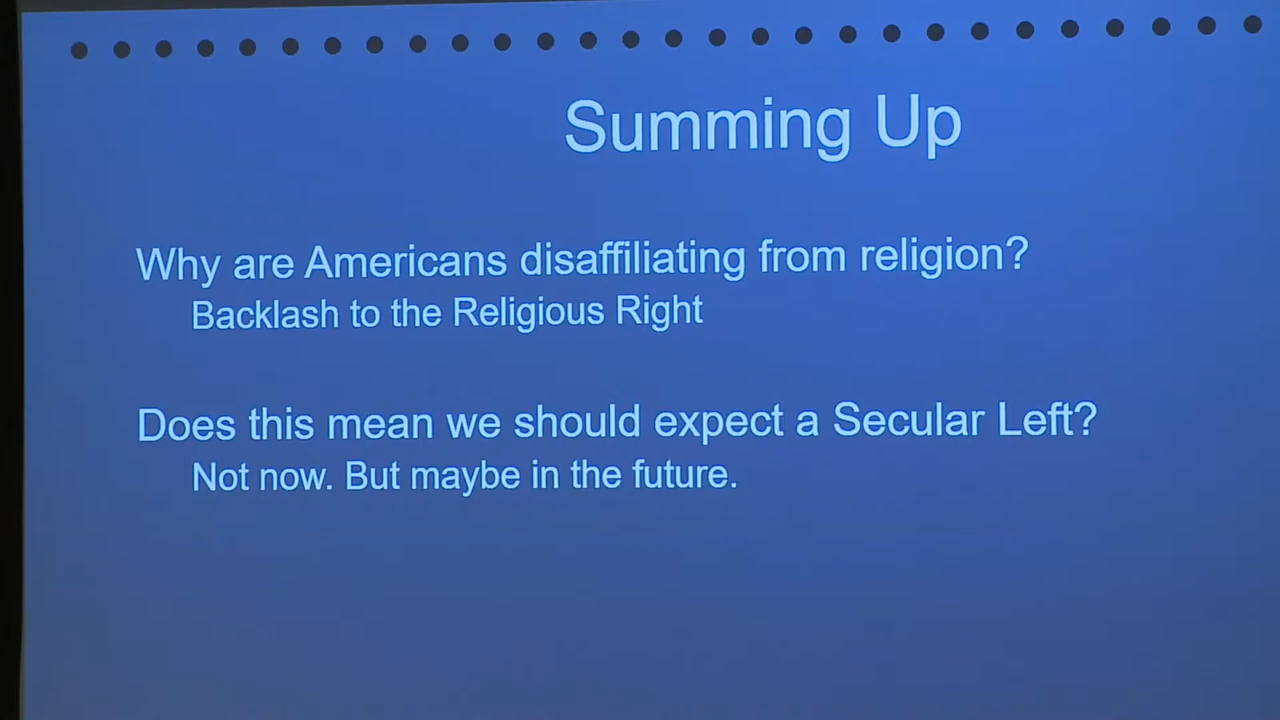 Summing Up
Why are Americans disaffiliating from religion?
Backlash to the Religious Right
Does this mean we should expect a Secular Left?
Not now. But maybe in the future.